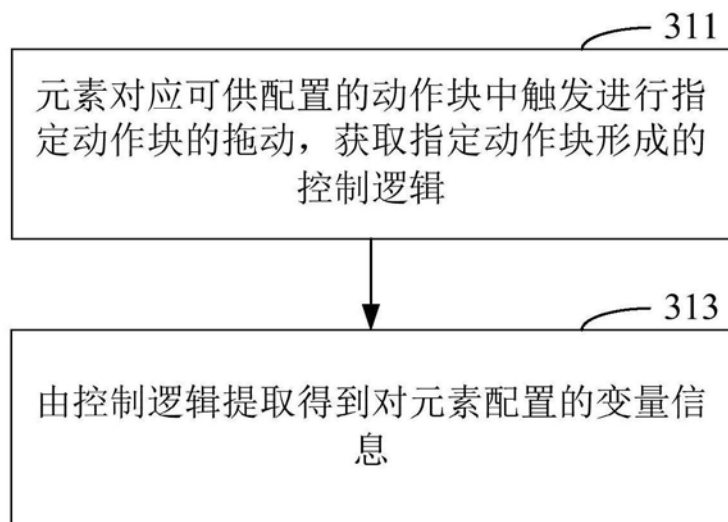 311
元素对应可供配置的动作块中触发进行指
定动作块的拖动，获取指定动作块形成的
控制逻辑
313
由控制逻辑提取得到对元素配置的变量信
息